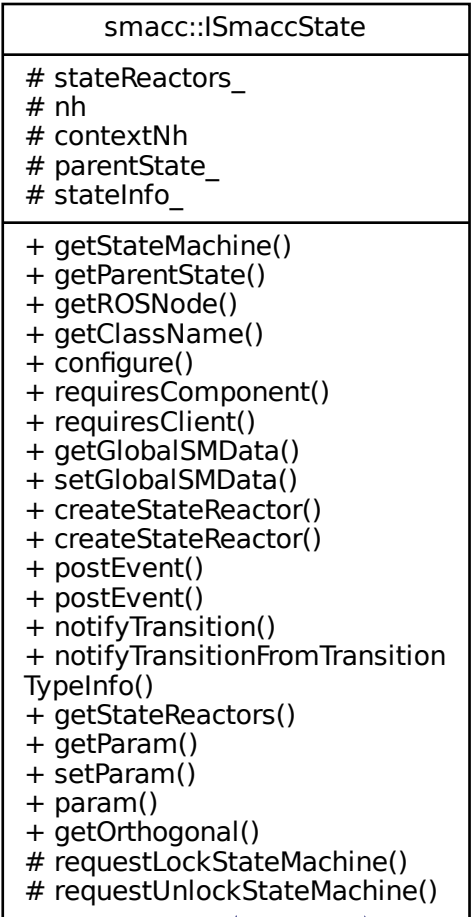 smacc::ISmaccState
# stateReactors_
# nh
# contextNh
# parentState_
# stateInfo_
+ getStateMachine()
+ getParentState()
+ getROSNode()
+ getClassName()
+ configure()
+ requiresComponent()
+ requiresClient()
+ getGlobalSMData()
+ setGlobalSMData()
+ createStateReactor()
+ createStateReactor()
+ postEvent()
+ postEvent()
+ notifyTransition()
+ notifyTransitionFromTransition
TypeInfo()
+ getStateReactors()
+ getParam()
+ setParam()
+ param()
+ getOrthogonal()
# requestLockStateMachine()
# requestUnlockStateMachine()